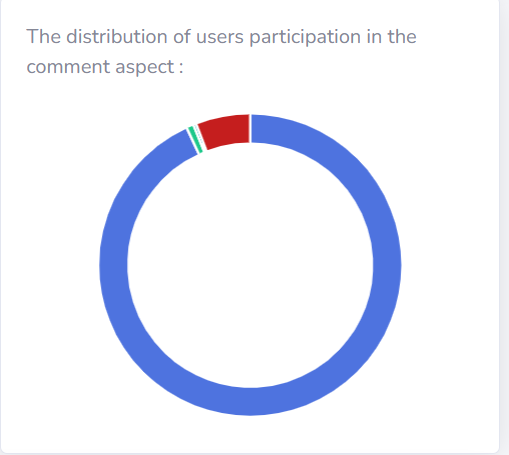 The distribution of users participation in the
comment aspect :